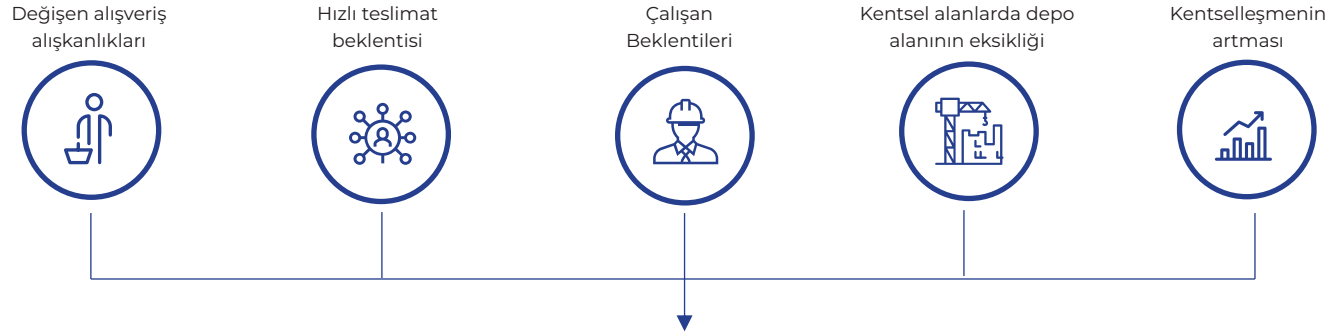 Değişen alışveriş
alışkanlıkları
Hızlı teslimat
beklentisi
Çalışan
Beklentileri
Kentsel alanlarda depo
alanının eksikliği
Kentselleşmenin
artması